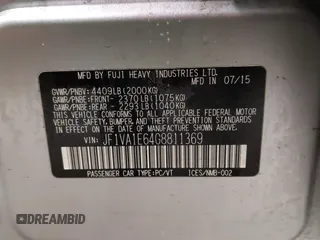 MFD. BY FUJI HEAVY INDUSTRIES LTD.
IN 07/15
GVWR/PNBV: 4409LB(2000KG)
GAWR/PNBE:FRONT- 2370LB(1075KG)
GAWR/PNBE:REAR - 2293LB(1040KG)
THIS VEHICLE CONFORMS TO ALL APPLICABLE
FEDERAL MOTOR VEHICLE SAFETY, BUMPER, AND
THEFT PREVENTION STANDARDS IN EFFECT ON THE
DATE OF MANUFACTURE SHOWN ABOVE.
VIN: JF1VA1E64G8811369
PASSENGER CAR TYPE:PC/VT ICES/NMB-002
DREAMBID